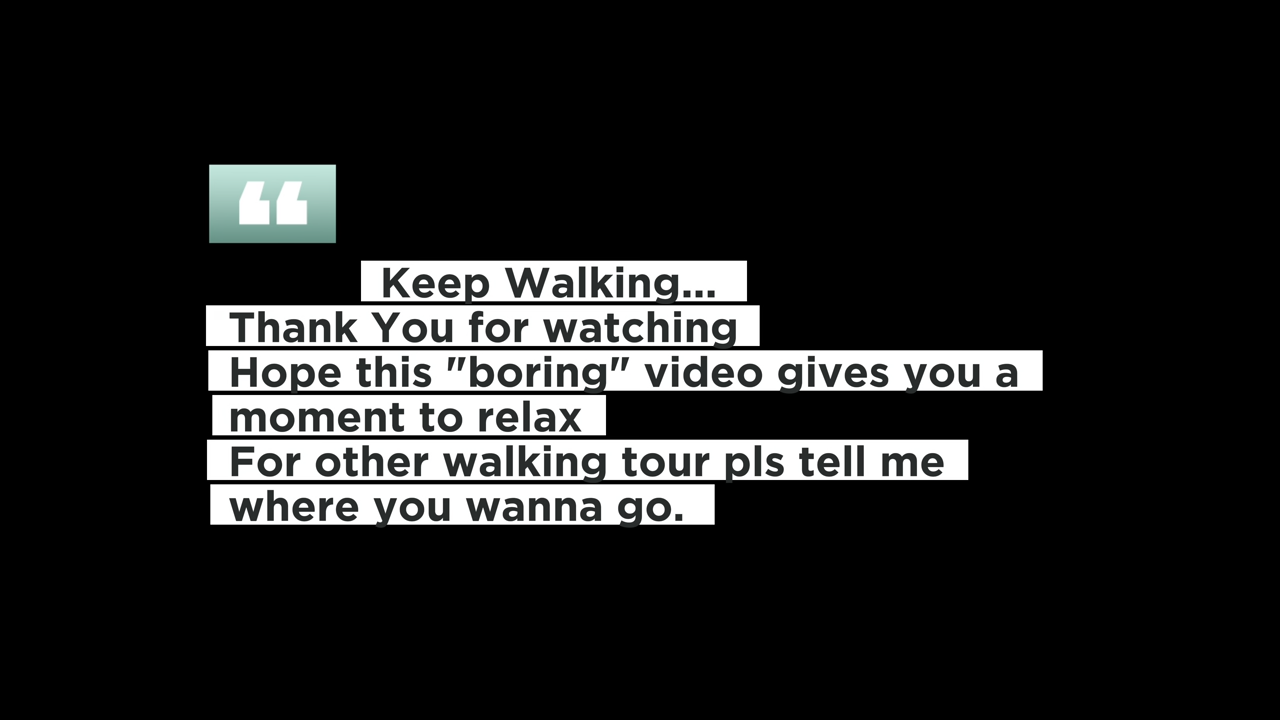 “
Keep Walking...
Thank You for watching
Hope this "boring" video gives you a
moment to relax
For other walking tour pls tell me
where you wanna go.